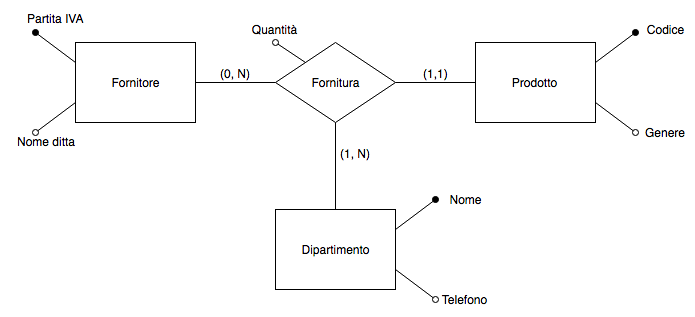 Partita IVA
Quantità
Codice
Fornitore
(0, N)
Fornitura
(1,1)
Prodotto
Nome ditta
Genere
(1, N)
Nome
Dipartimento
Telefono